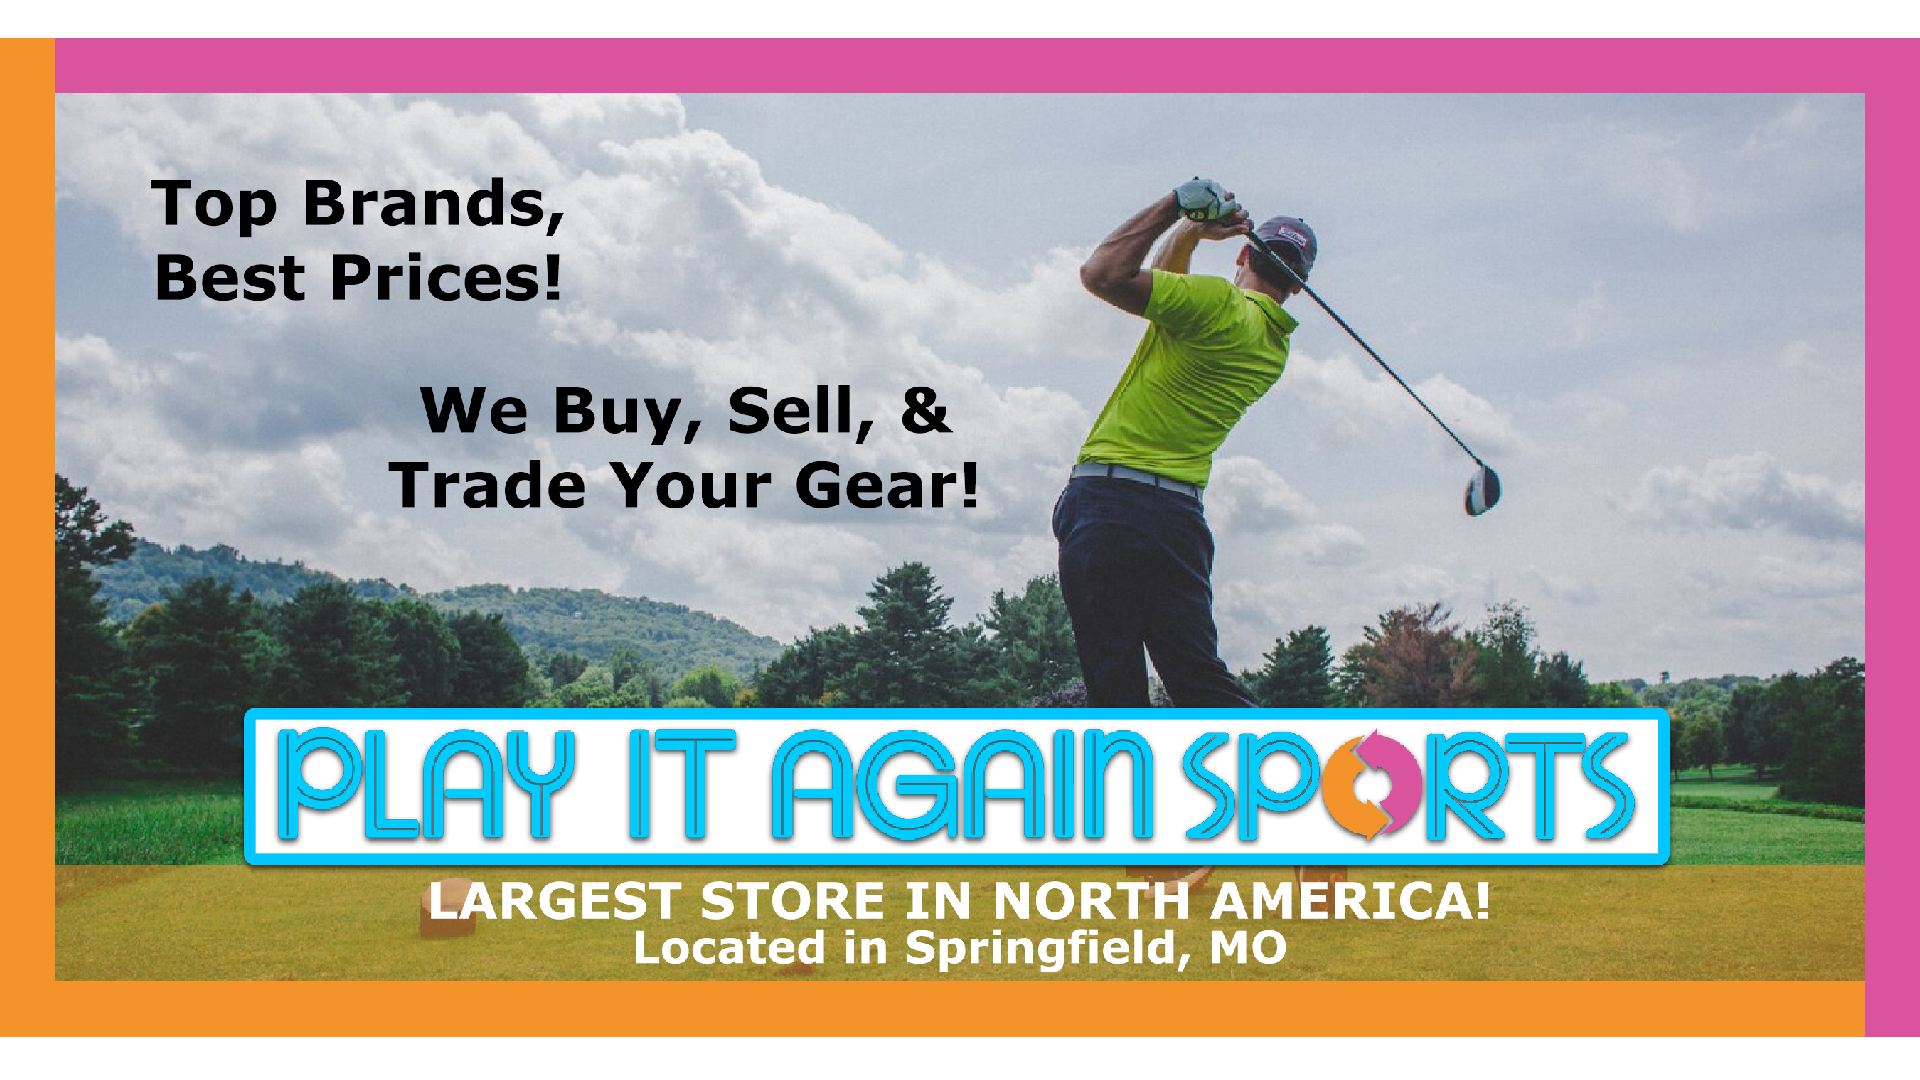 Top Brands,
Best Prices!
We Buy, Sell, &
Trade Your Gear!
PLAY IT AGAIN SPORTS
LARGEST STORE IN NORTH AMERICA!
Located in Springfield, MO